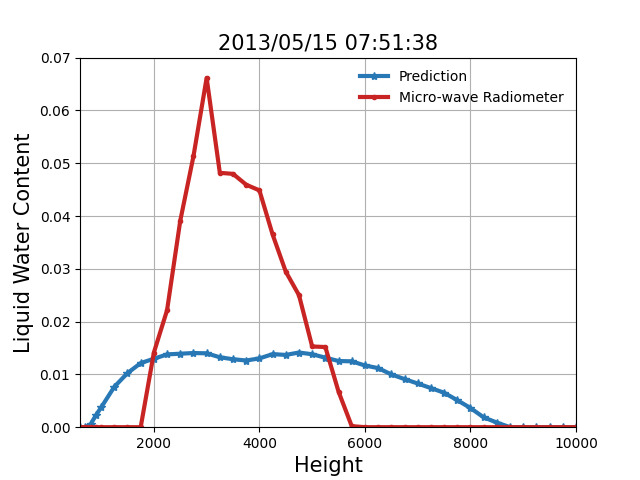 2013/05/15 07:51:38
0.07
0.06
0.05
0.04
0.03
0.02
0.01
0.00
Liquid Water Content
Prediction
Micro-wave Radiometer
2000 4000 6000 8000 10000
Height